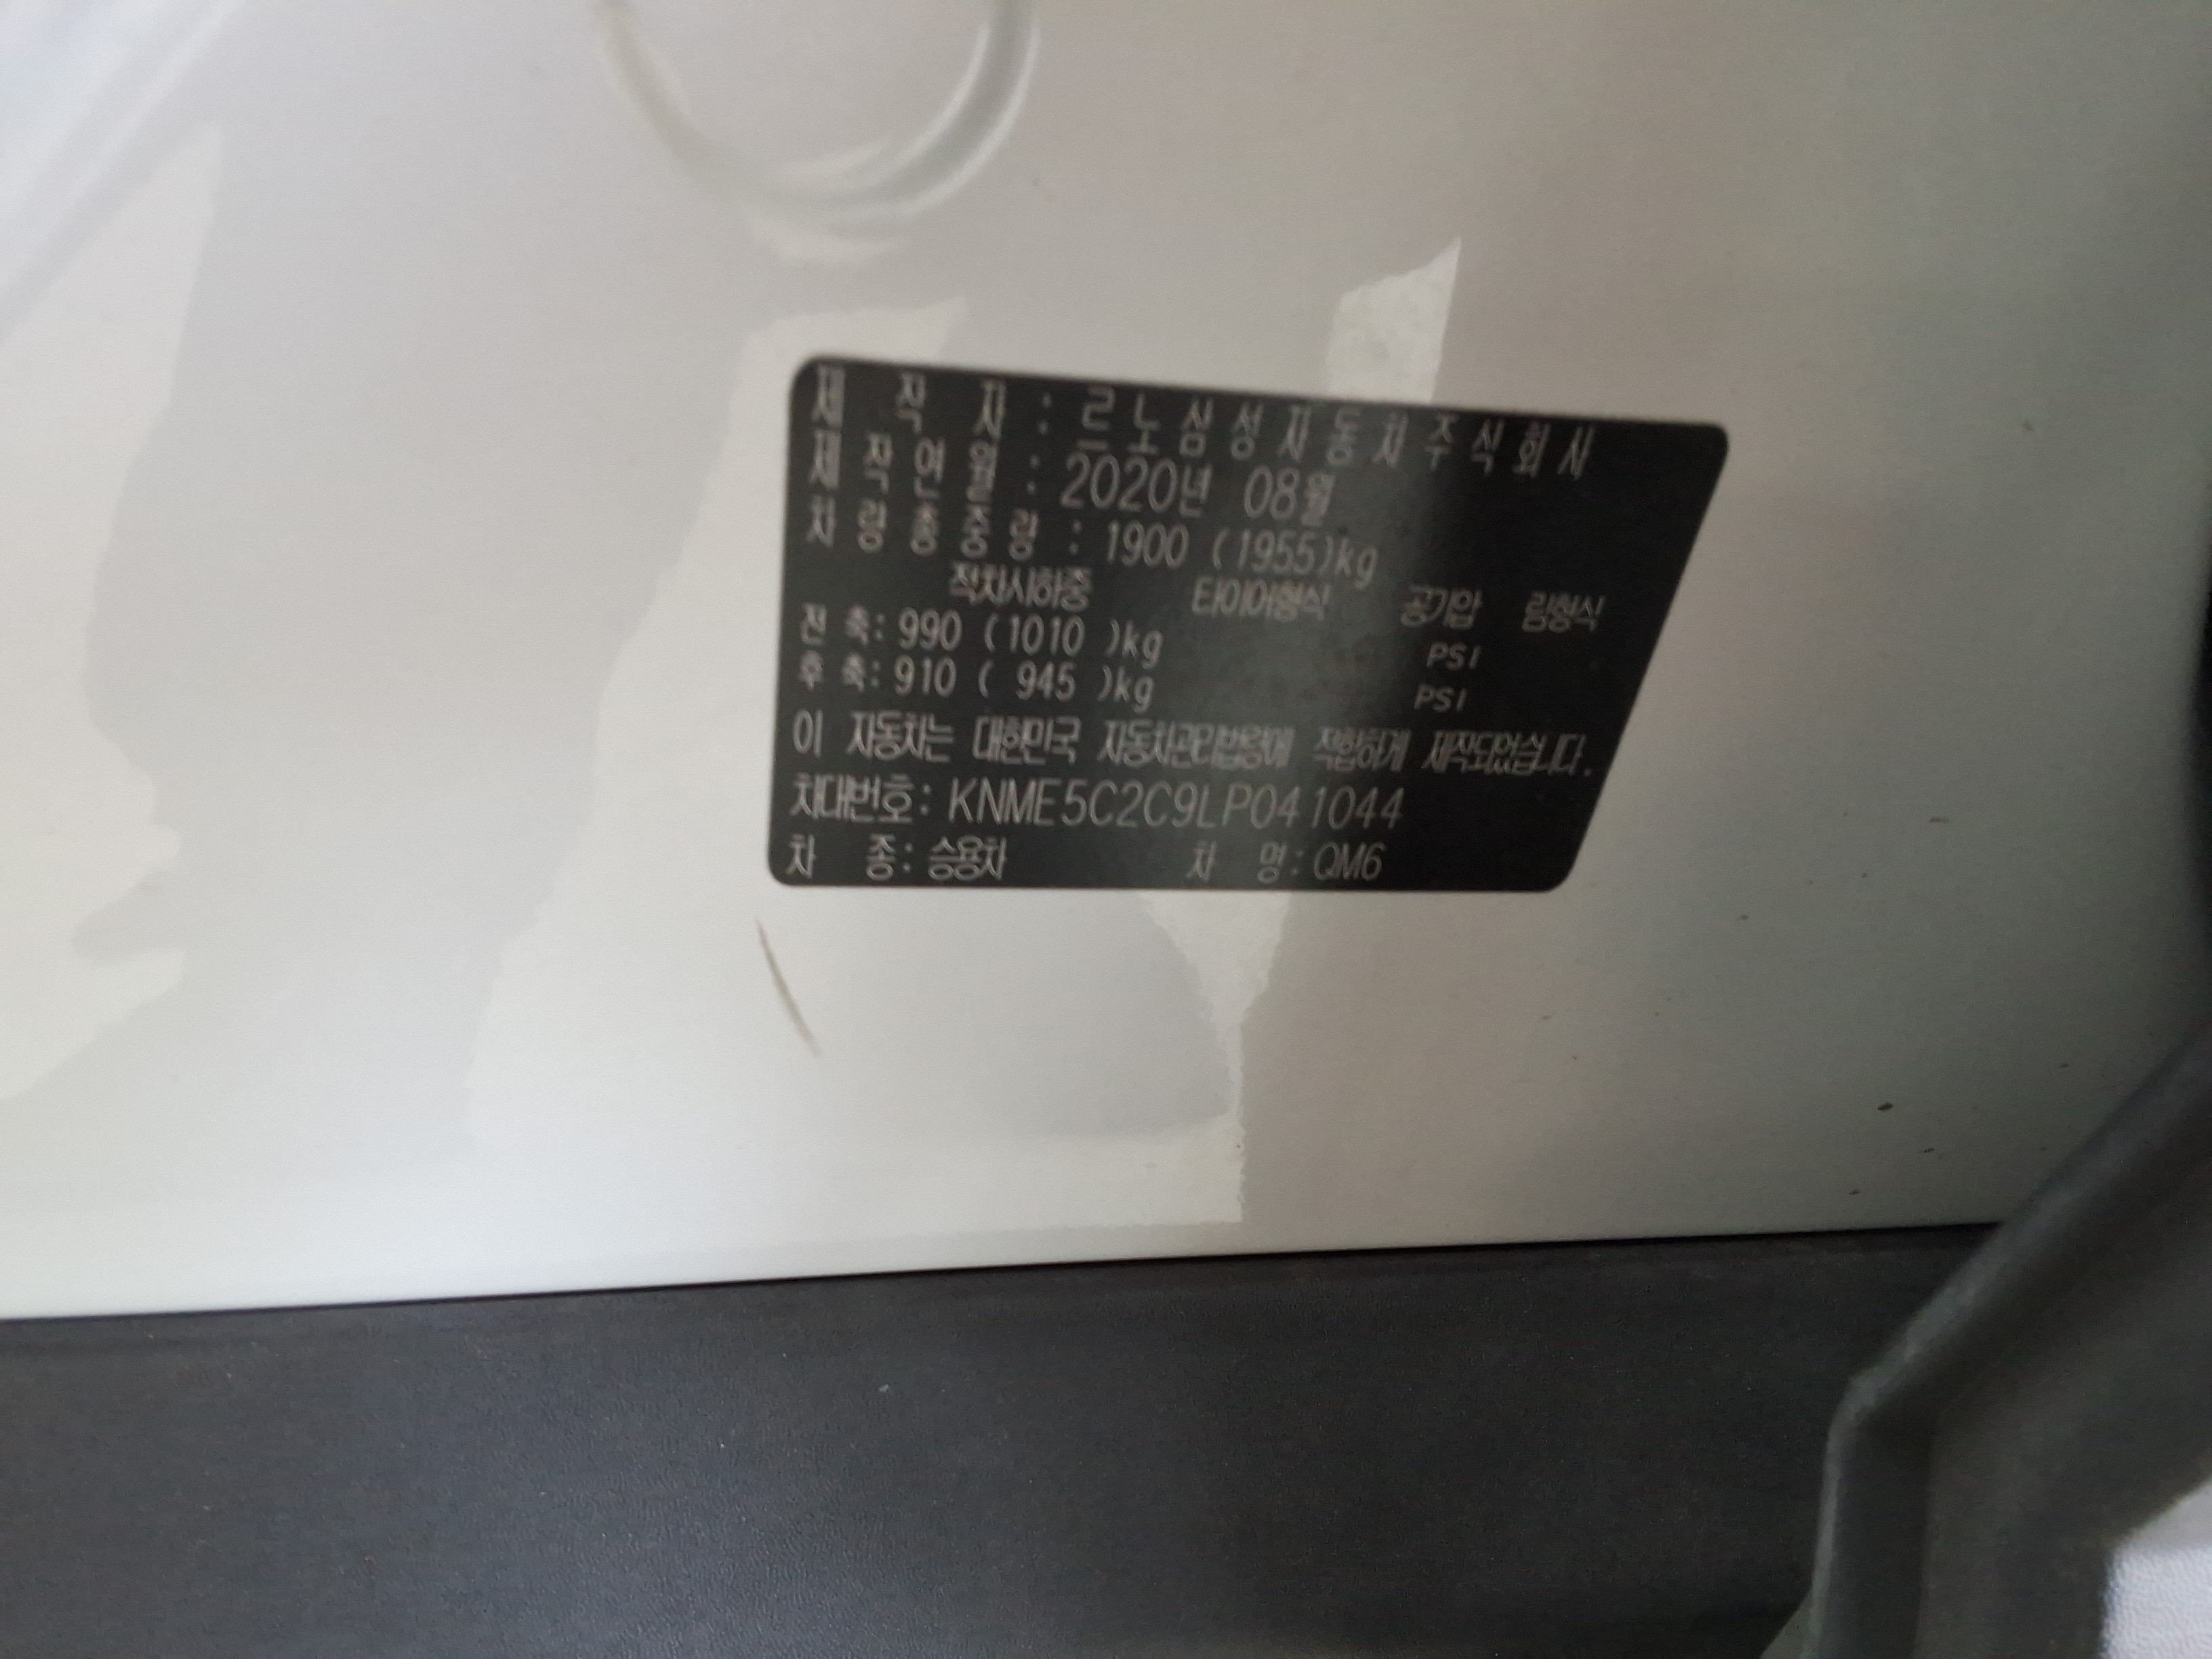 제 작 자 : 르노삼성자동차주식회사
제작연월 : 2020년 08월
차량총중량 : 1900 (1955)kg
적차시하중 타이어형식 공기압 림형식
전 축: 990 (1010 )kg PSI
후 축: 910 ( 945 )kg PSI
이 자동차는 대한민국 자동차관리법령에 적합하게 제작되었습니다.
차대번호: KNME5C2C9LP041044
차 종: 승용차 차 명: QM6